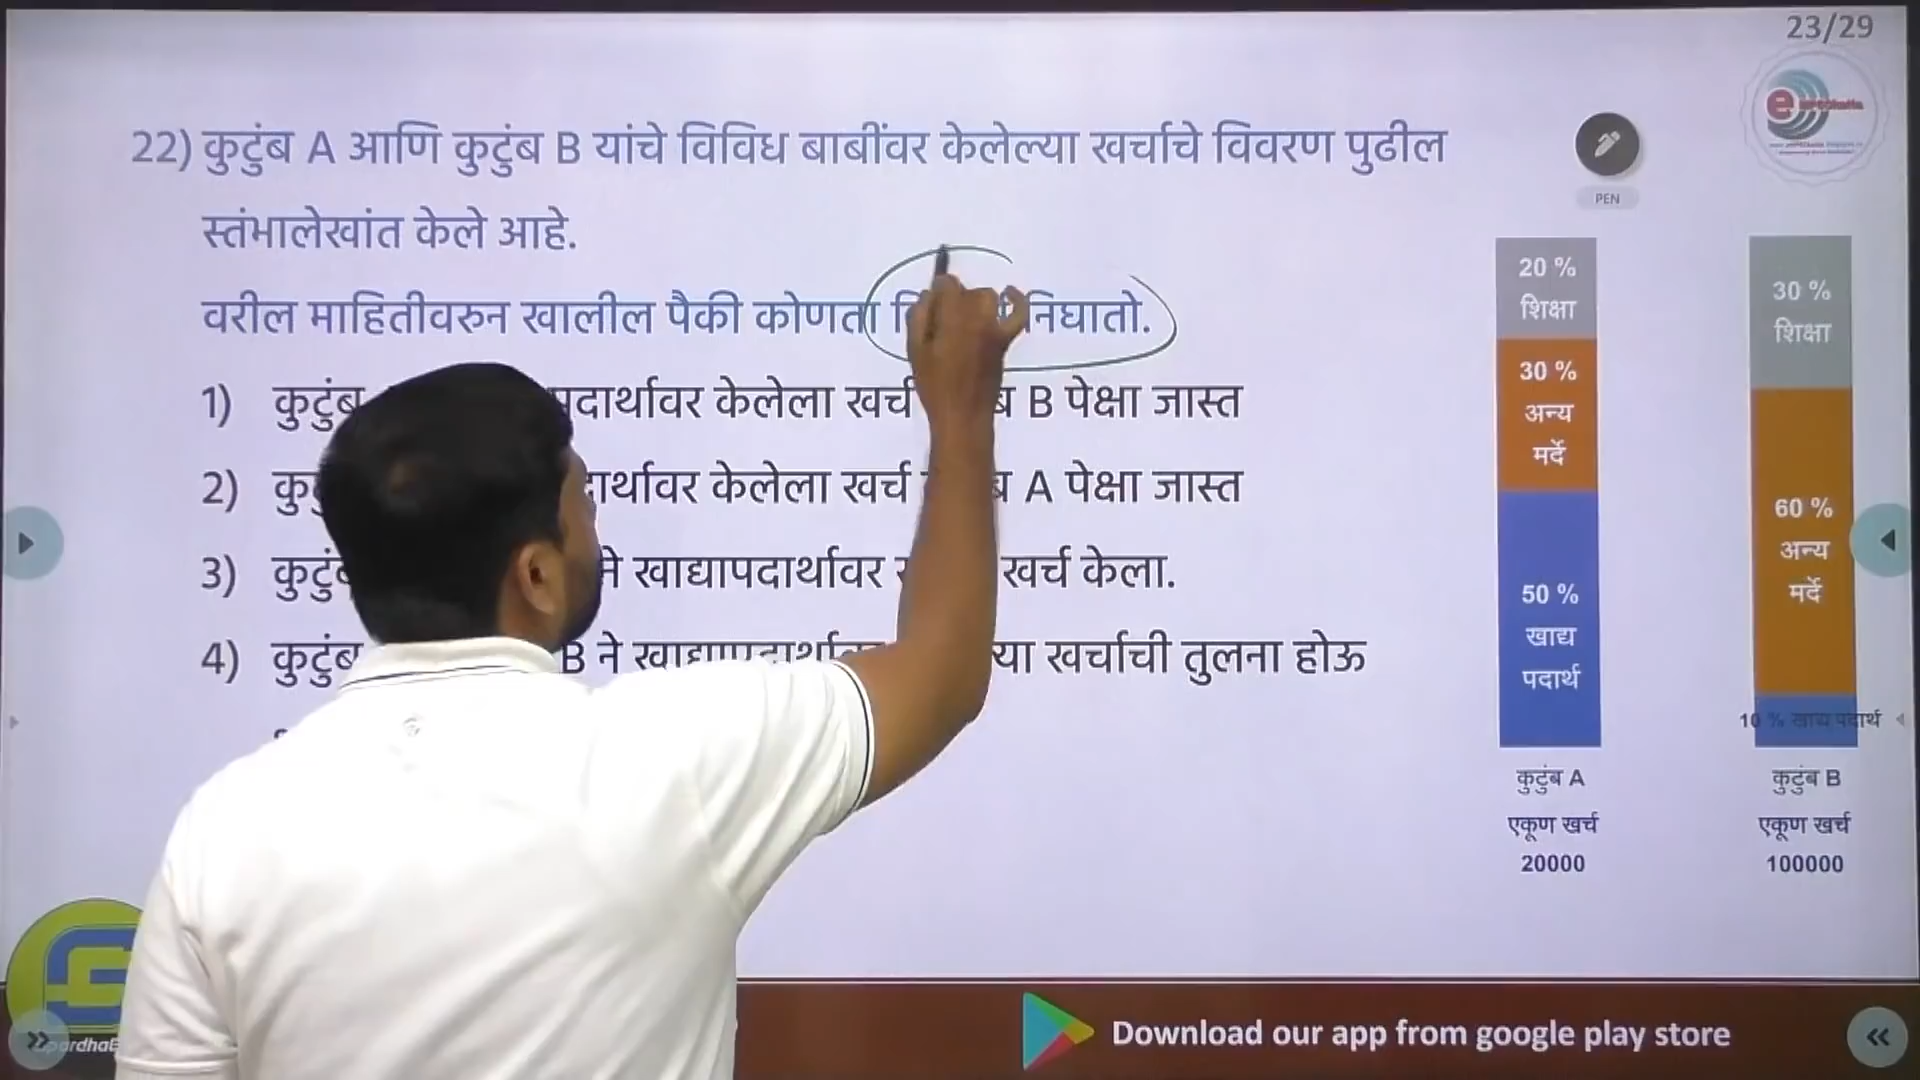 23/29
22) कुटुंब A आणि कुटुंब B यांचे विविध बाबींवर केलेल्या खर्चाचे विवरण पुढील
स्तंभालेखांत केले आहे.
वरील माहितीवरुन खालील पैकी कोणता निघातो.
1) कुटुंब पदार्थावर केलेला खर्च B पेक्षा जास्त
2) केलेला खर्च A पेक्षा जास्त
3) खाद्यापदार्थावर खर्च केला.
4) कुटुंब B ने खर्चाची तुलना होऊ
PEN
20 %
शिक्षा
30 %
अन्य
मर्दे
50 %
खाद्य
पदार्थ
कुटुंब A
एकूण खर्च
20000
30 %
शिक्षा
60 %
अन्य
मर्दे
10 % खाद्य पदार्थ
कुटुंब B
एकूण खर्च
100000
Download our app from google play store